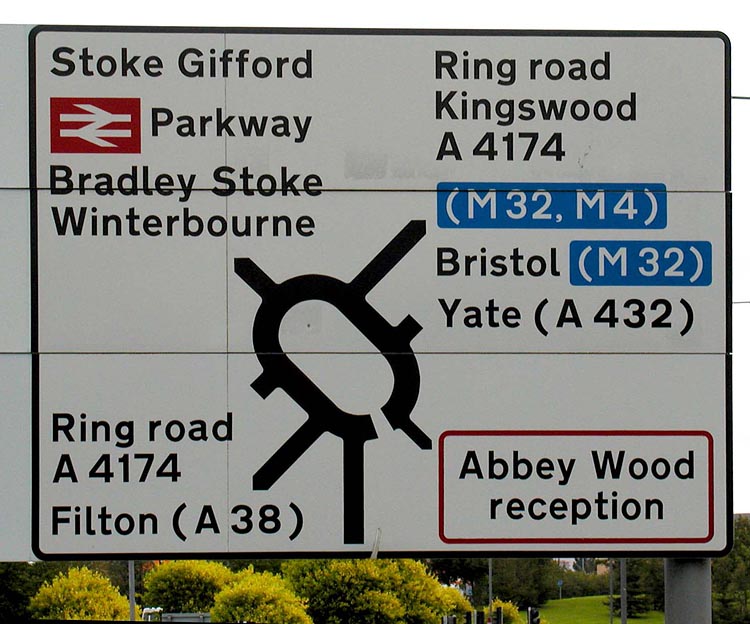 Stoke Gifford
Parkway
Bradley Stoke
Winterbourne
Ring road
Kingswood
A 4174
(M 32, M 4)
Bristol (M 32)
Yate (A 432)
Ring road
A 4174
Filton (A 38)
Abbey Wood
reception